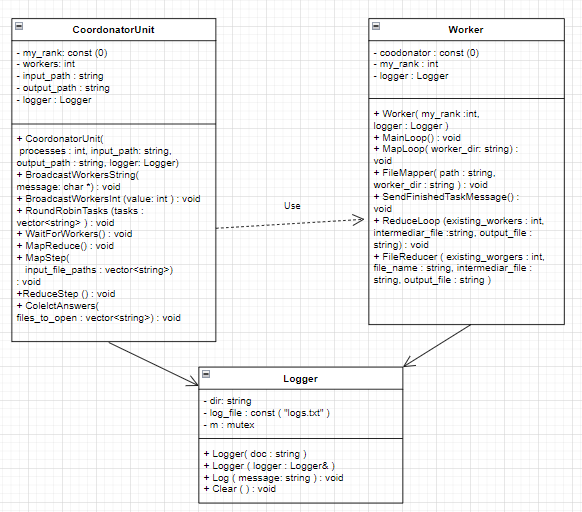 CoordonatorUnit
- my_rank: const (0)
- workers: int
- input_path : string
- output_path : string
- logger : Logger
+ CoordonatorUnit(
processes : int, input_path: string,
output_path : string, logger: Logger)
+ BroadcastWorkersString(
message: char *) : void
+ BroadcastWorkersInt (value: int ) : void
+ RoundRobinTasks (tasks :
vector<string> ) : void
+ WaitForWorkers() : void
+ MapReduce() : void
+ MapStep(
input_file_paths : vector<string>)
: void
+ReduceStep () : void
+ ColelctAnswers(
files_to_open : vector<string>) : void
Use
Worker
- coodonator : const (0)
- my_rank : int
- logger : Logger
+ Worker( my_rank :int,
logger : Logger )
+ MainLoop() : void
+ MapLoop( worker_dir: string) :
void
+ FileMapper( path : string,
worker_dir : string ) : void
+ SendFinishedTaskMessage() :
void
+ ReduceLoop (existing_workers : int,
intermediar_file :string, output_file :
string) : void
+ FileReducer ( existing_worgers : int,
file_name : string, intermediar_file :
string, output_file : string )
Logger
- dir: string
- log_file : const ( "logs.txt" )
- m : mutex
+ Logger( doc : string )
+ Logger ( logger : Logger& )
+ Log ( message: string ) : void
+ Clear ( ) : void